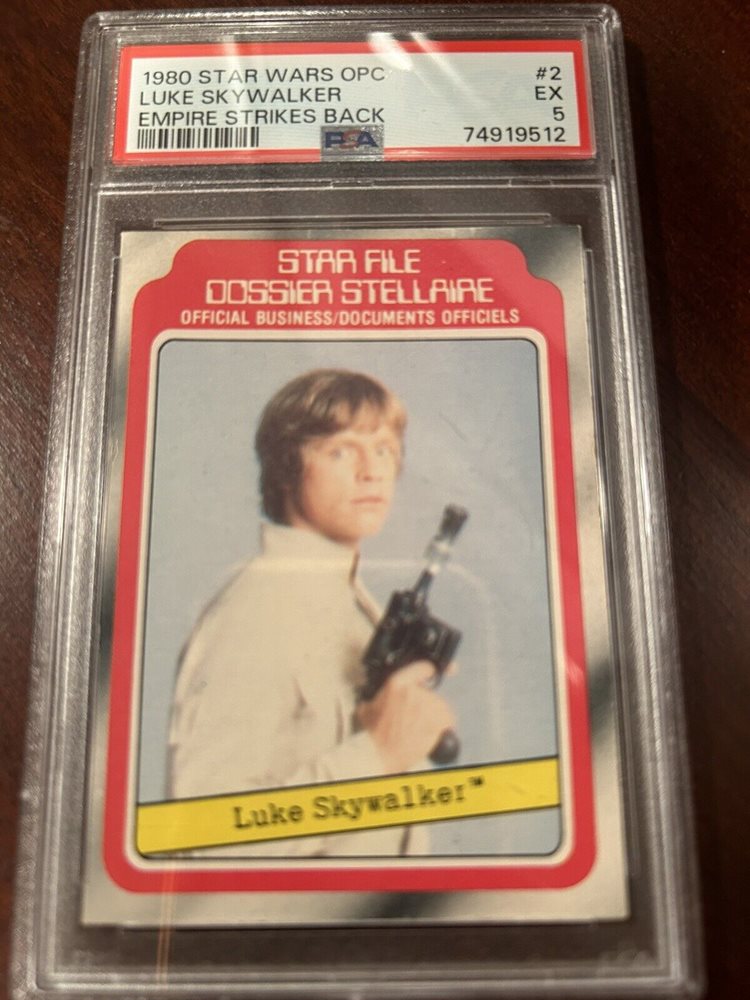 1980 STAR WARS OPC #2
LUKE SKYWALKER EX
EMPIRE STRIKES BACK 5
PSA 74919512
STAR FILE
DOSSIER STELLAIRE
OFFICIAL BUSINESS/DOCUMENTS OFFICIELS
Luke Skywalker™